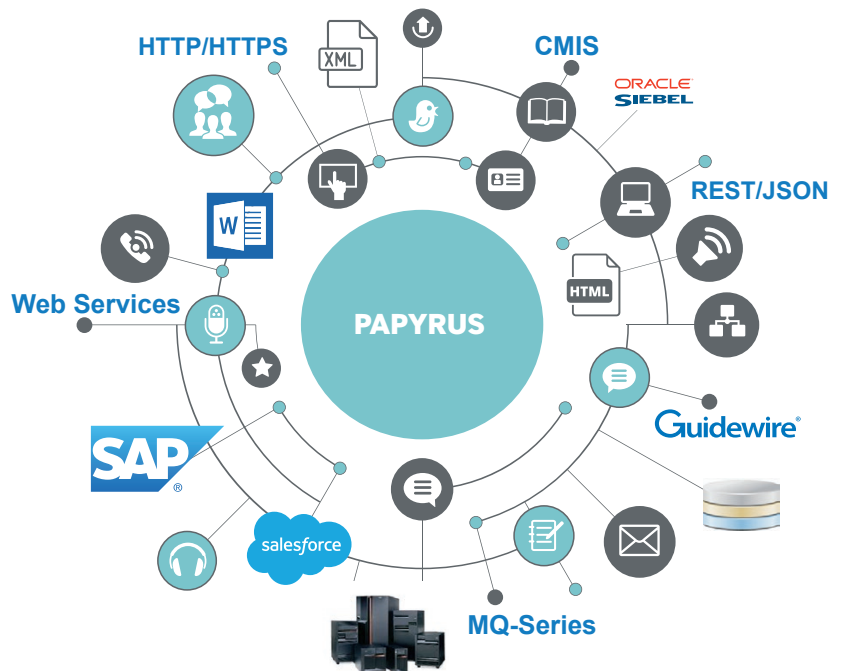 HTTP/HTTPS
XML
CMIS
ORACLE
SIEBEL
REST/JSON
W
HTML
Web Services
PAPYRUS
Guidewire®
SAP®
salesforce
MQ-Series